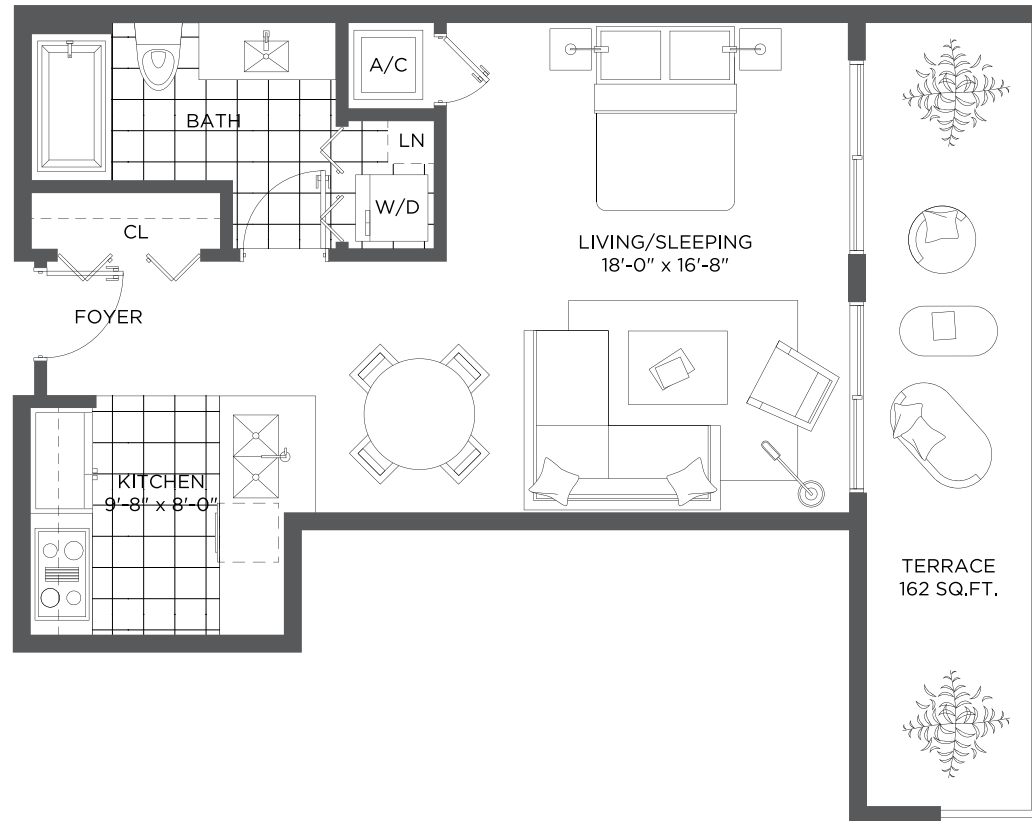 A/C
BATH
LN
W/D
CL
LIVING/SLEEPING
18'-0" x 16'-8"
FOYER
KITCHEN
9'-8" x 8'-0"
TERRACE
162 SQ.FT.